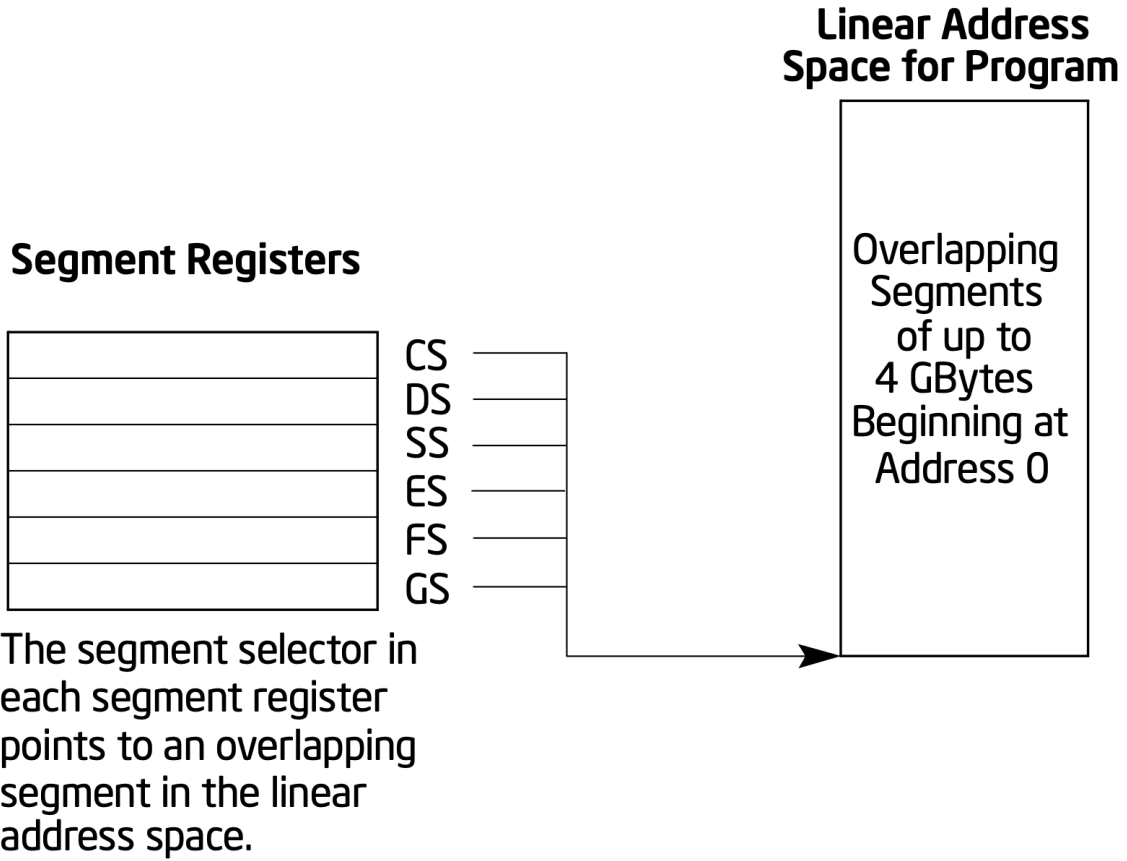 Linear Address
Space for Program
Overlapping
Segments
of up to
4 GBytes
Beginning at
Address 0
Segment Registers
CS
DS
SS
ES
FS
GS
The segment selector in
each segment register
points to an overlapping
segment in the linear
address space.